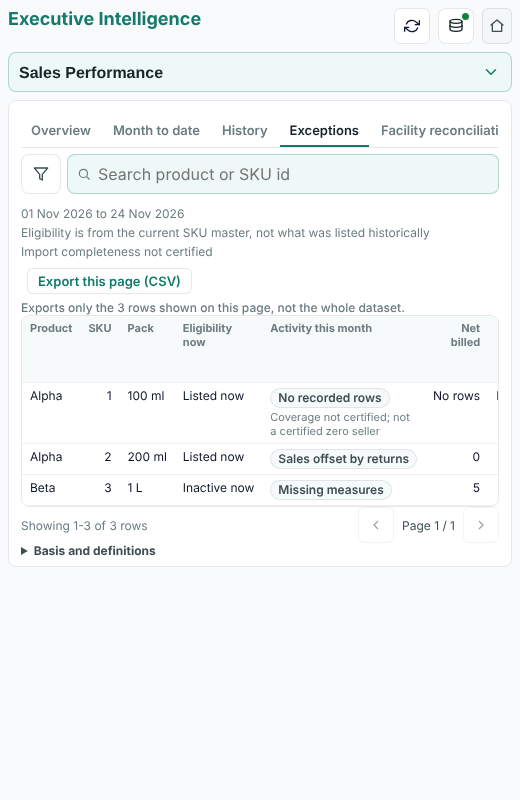 Executive Intelligence
Sales Performance
Overview Month to date History Exceptions Facility reconciliati
Search product or SKU id
01 Nov 2026 to 24 Nov 2026
Eligibility is from the current SKU master, not what was listed historically
Import completeness not certified
Export this page (CSV)
Exports only the 3 rows shown on this page, not the whole dataset.
Product SKU Pack Eligibility now Activity this month Net billed
Alpha 1 100 ml Listed now No recorded rows No rows
Coverage not certified; not
a certified zero seller
Alpha 2 200 ml Listed now Sales offset by returns 0
Beta 3 1 L Inactive now Missing measures 5
Showing 1-3 of 3 rows Page 1 / 1
Basis and definitions